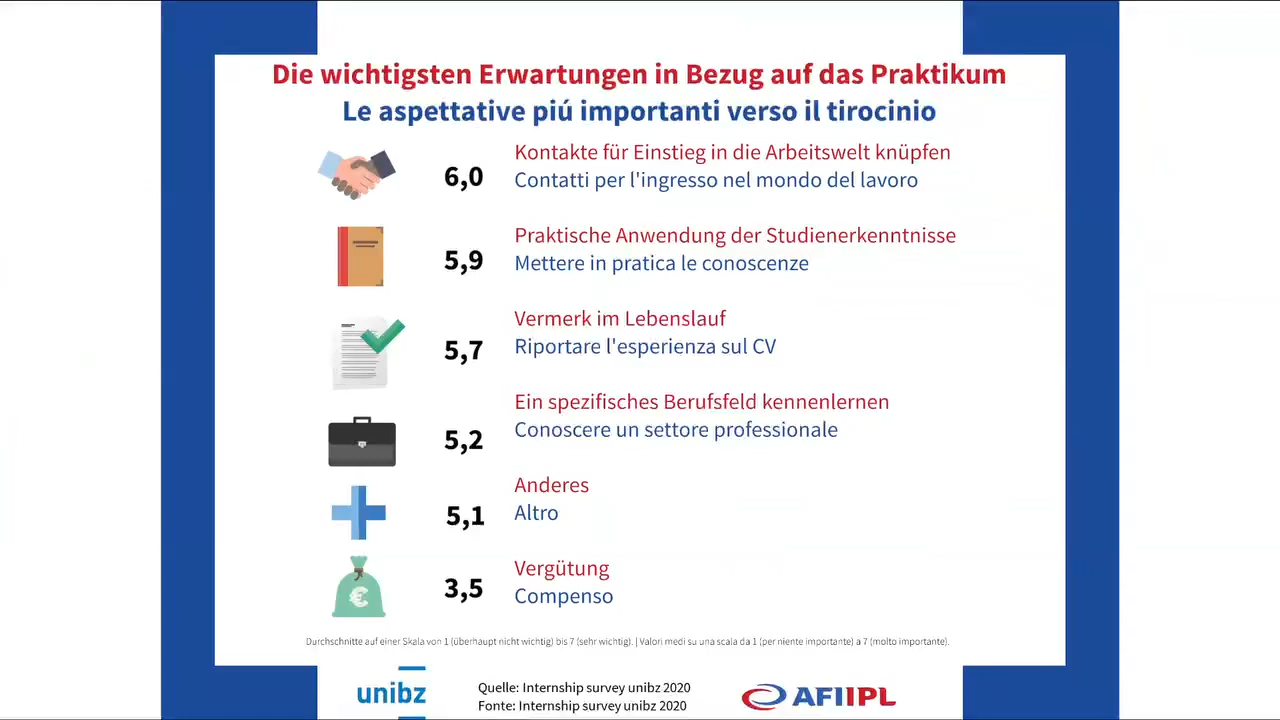 Die wichtigsten Erwartungen in Bezug auf das Praktikum
Le aspettative piú importanti verso il tirocinio
6,0
Kontakte für Einstieg in die Arbeitswelt knüpfen
Contatti per l'ingresso nel mondo del lavoro
5,9
Praktische Anwendung der Studienerkenntnisse
Mettere in pratica le conoscenze
5,7
Vermerk im Lebenslauf
Riportare l'esperienza sul CV
5,2
Ein spezifisches Berufsfeld kennenlernen
Conoscere un settore professionale
5,1
Anderes
Altro
3,5
Vergütung
Compenso
€
Durchschnitte auf einer Skala von 1 (überhaupt nicht wichtig) bis 7 (sehr wichtig). | Valori medi su una scala da 1 (per niente importante) a 7 (molto importante).
unibz
Quelle: Internship survey unibz 2020
Fonte: Internship survey unibz 2020
AFIIPL